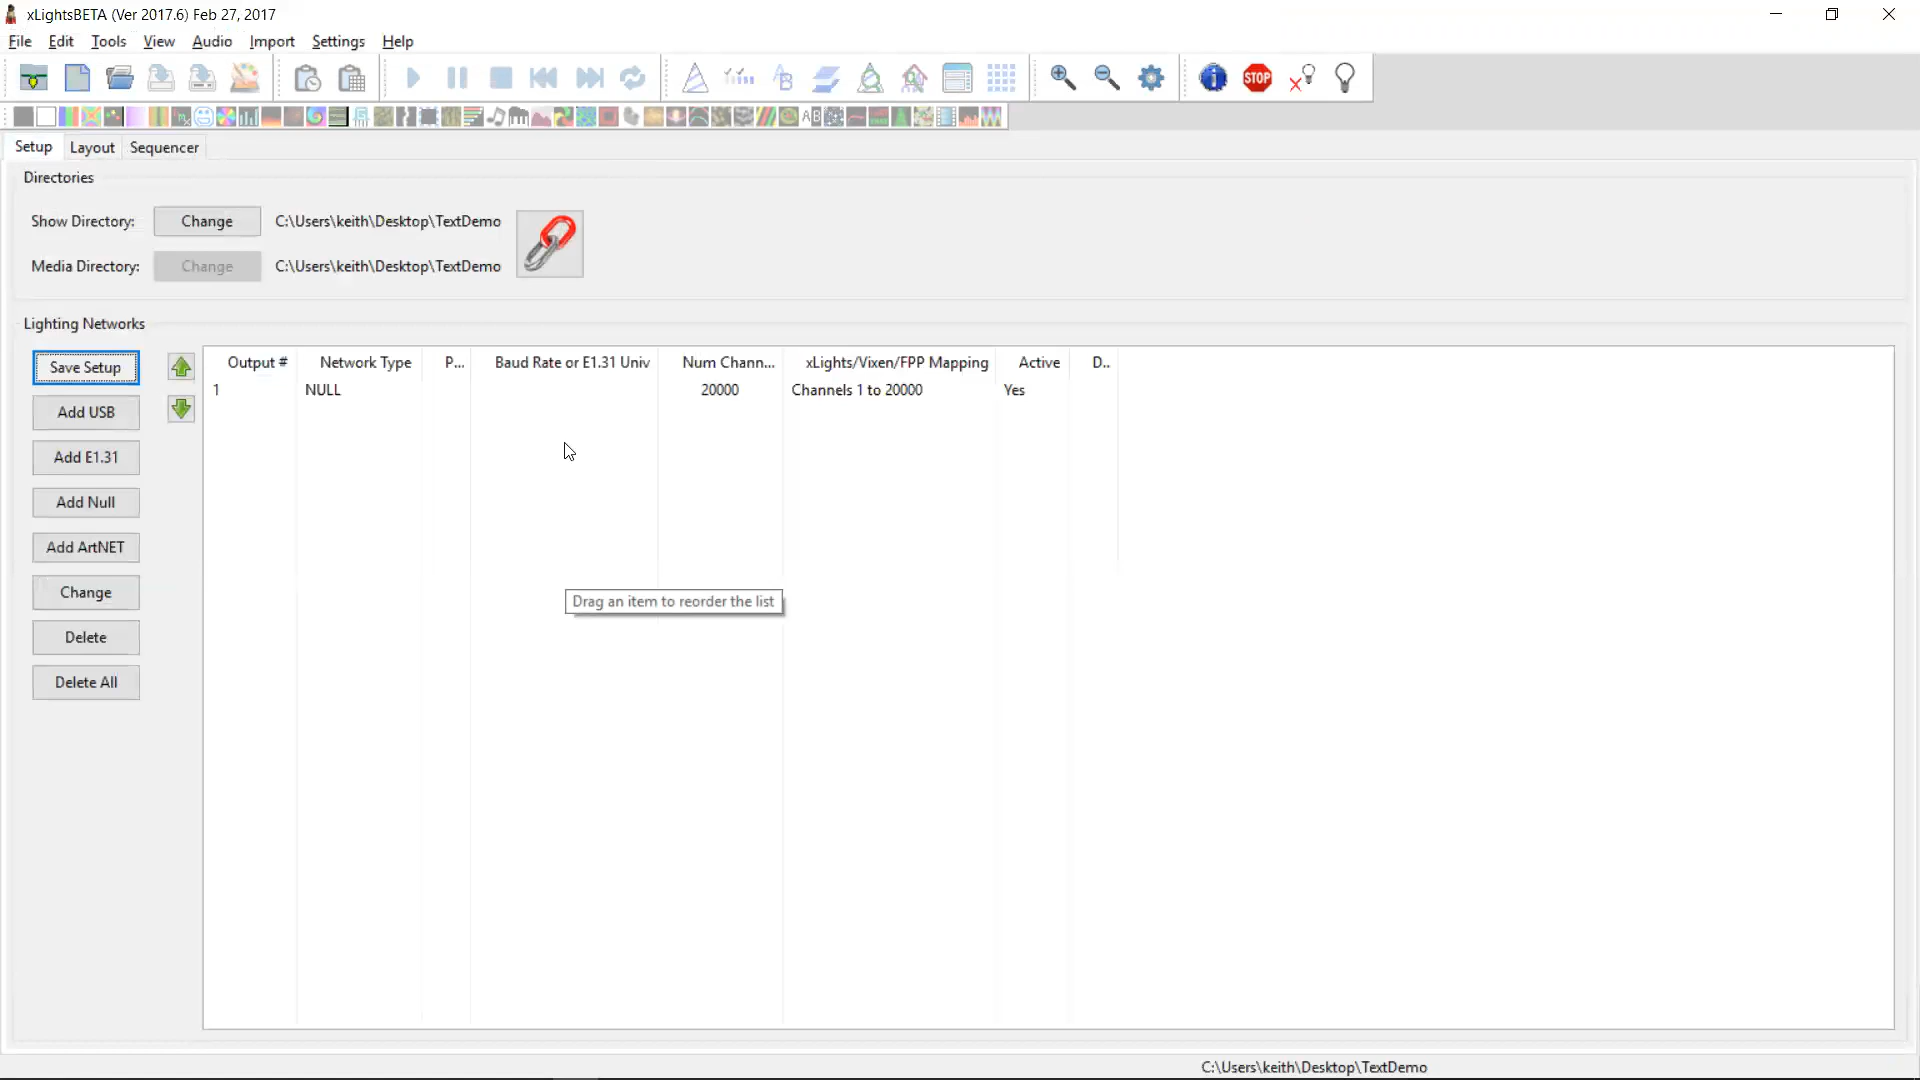 xLightsBETA (Ver 2017.6) Feb 27, 2017
File Edit Tools View Audio Import Settings Help
STOP
Setup Layout Sequencer
Directories
Show Directory: Change C:\Users\keith\Desktop\TextDemo
Media Directory: Change C:\Users\keith\Desktop\TextDemo
Lighting Networks
Save Setup
Add USB
Add E1.31
Add Null
Add ArtNET
Change
Delete
Delete All
Output # Network Type P... Baud Rate or E1.31 Univ Num Chann... xLights/Vixen/FPP Mapping Active D..
1 NULL 20000 Channels 1 to 20000 Yes
Drag an item to reorder the list
C:\Users\keith\Desktop\TextDemo